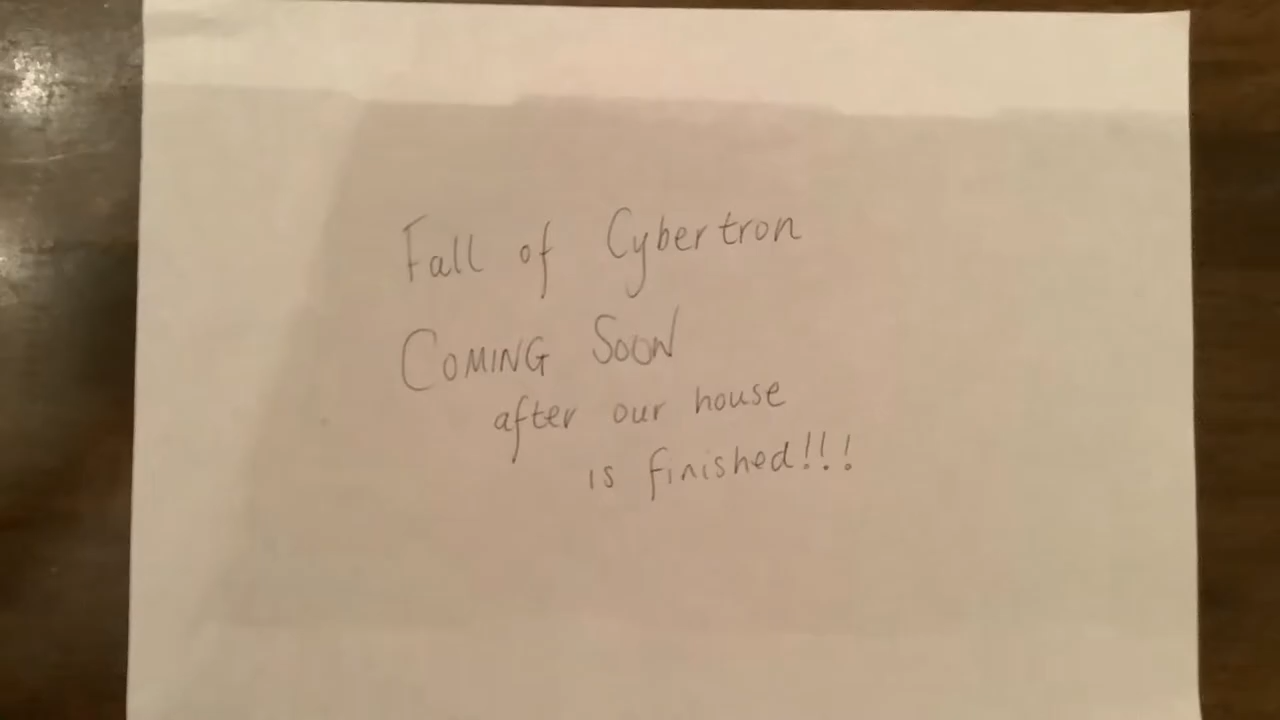 Fall of Cybertron
COMING SOON
after our house
is finished!!!